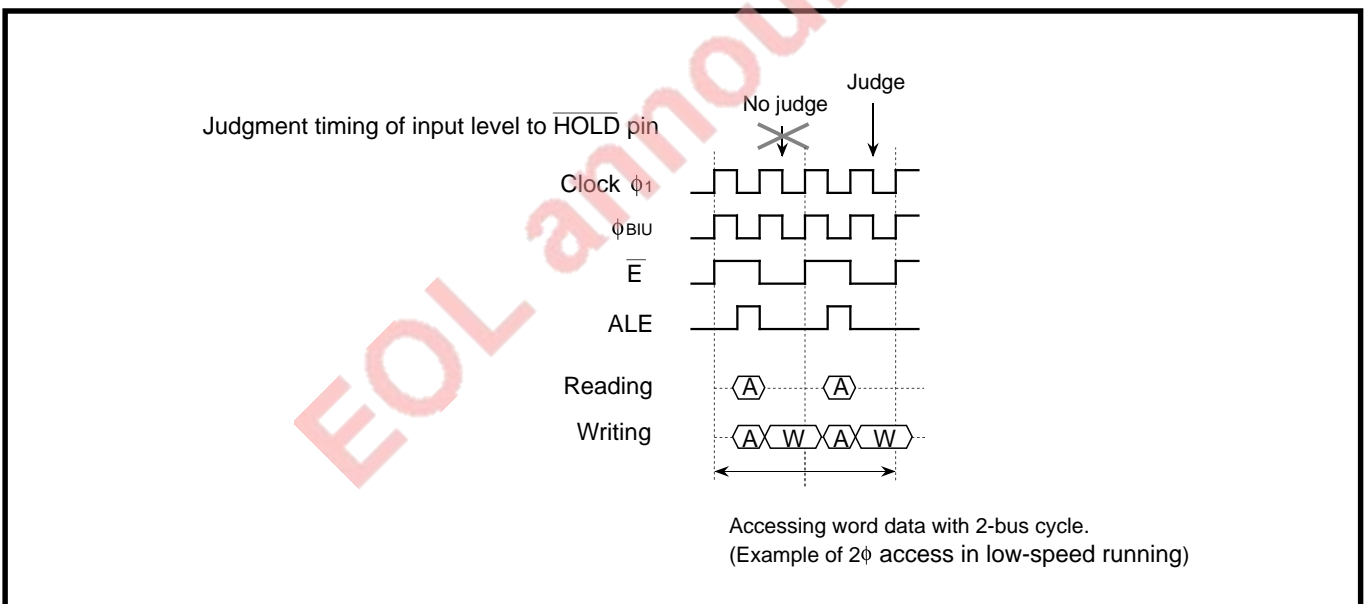 Judge
No judge
Judgment timing of input level to HOLD pin
Clock ϕ1
ϕBIU
E
ALE
Reading A A
Writing A W A W
Accessing word data with 2-bus cycle.
(Example of 2ϕ access in low-speed running)
EOL